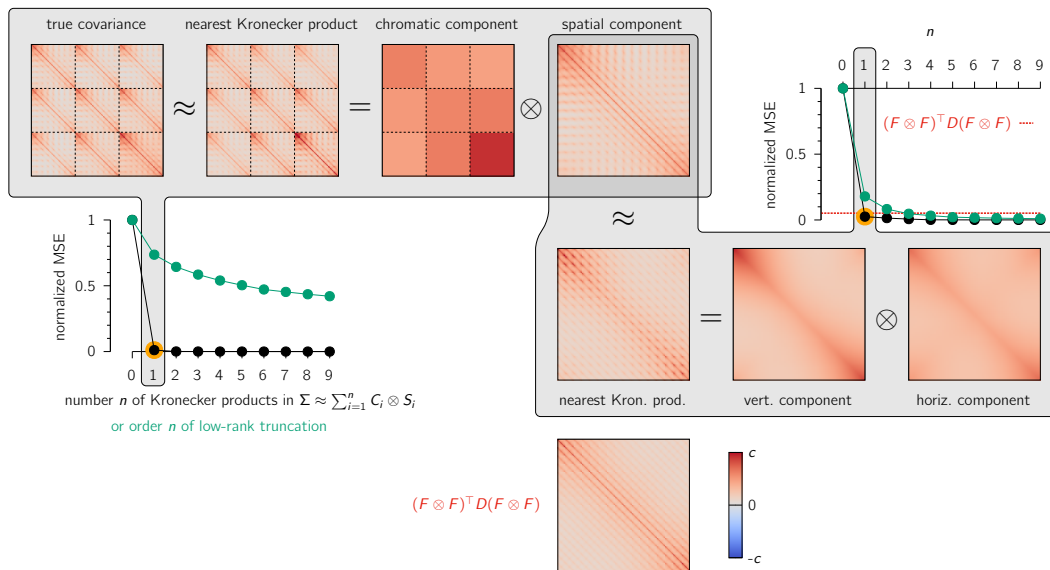 true covariance
nearest Kronecker product
chromatic component
spatial component
≈
=
⊗
n
0 1 2 3 4 5 6 7 8 9
1
0.5
0
normalized MSE
(F ⊗ F)⊤D(F ⊗ F)
≈
1
0.5
0
normalized MSE
0 1 2 3 4 5 6 7 8 9
number n of Kronecker products in Σ ≈ ∑ⁿᵢ₌₁ Cᵢ ⊗ Sᵢ
or order n of low-rank truncation
=
⊗
nearest Kron. prod.
vert. component
horiz. component
(F ⊗ F)⊤D(F ⊗ F)
c
0
-c